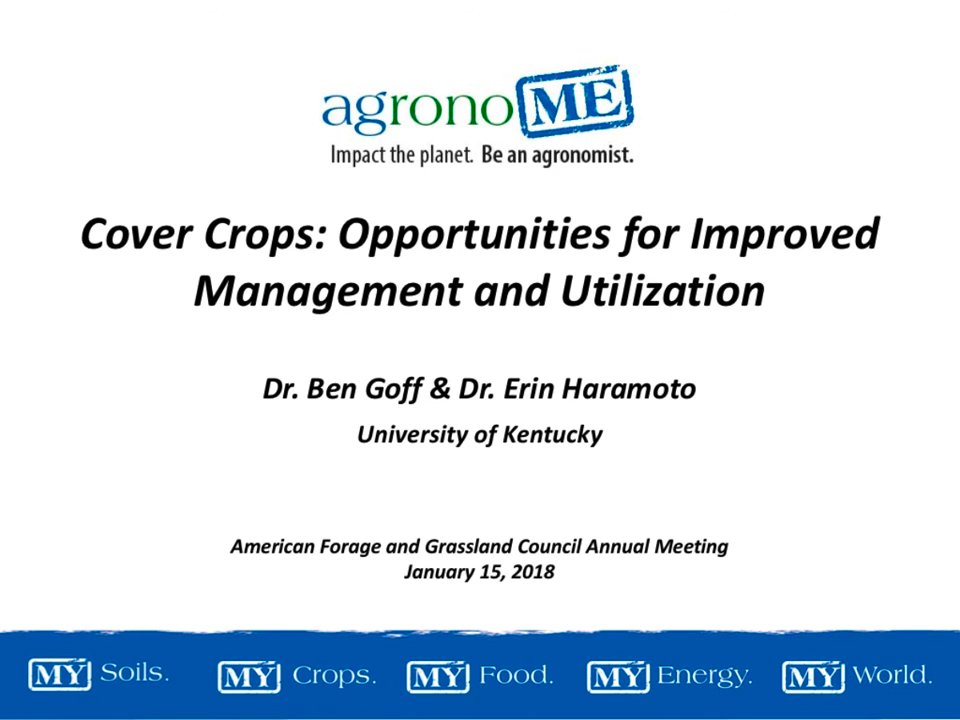 agronoME
Impact the planet. Be an agronomist.
Cover Crops: Opportunities for Improved
Management and Utilization
Dr. Ben Goff & Dr. Erin Haramoto
University of Kentucky
American Forage and Grassland Council Annual Meeting
January 15, 2018
MY Soils. MY Crops. MY Food. MY Energy. MY World.